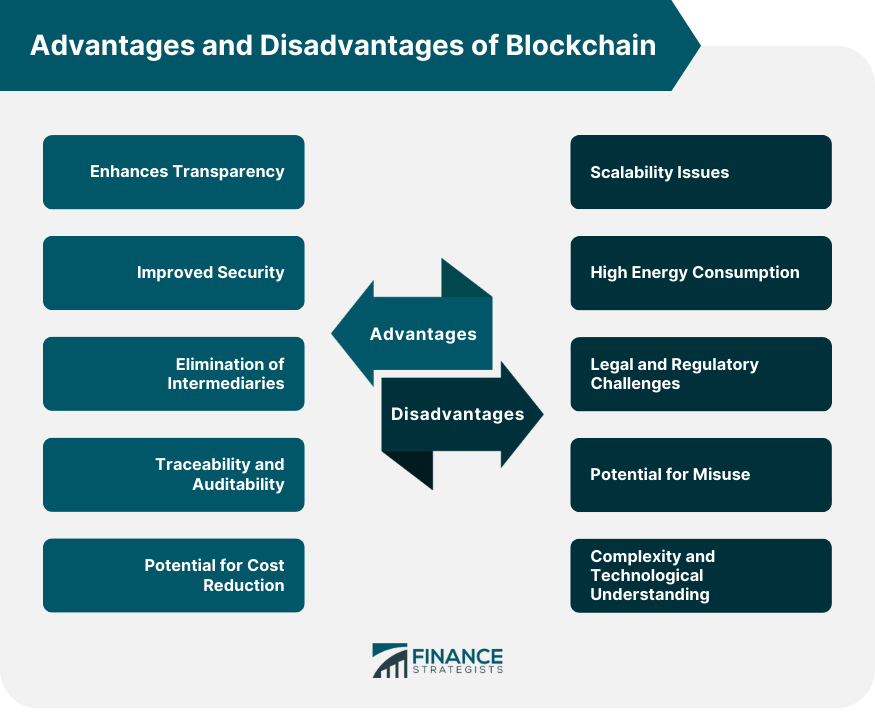 Advantages and Disadvantages of Blockchain
Enhances Transparency
Improved Security
Elimination of
Intermediaries
Traceability and
Auditability
Potential for Cost
Reduction
Advantages
Disadvantages
Scalability Issues
High Energy Consumption
Legal and Regulatory
Challenges
Potential for Misuse
Complexity and
Technological
Understanding
FINANCE
STRATEGISTS